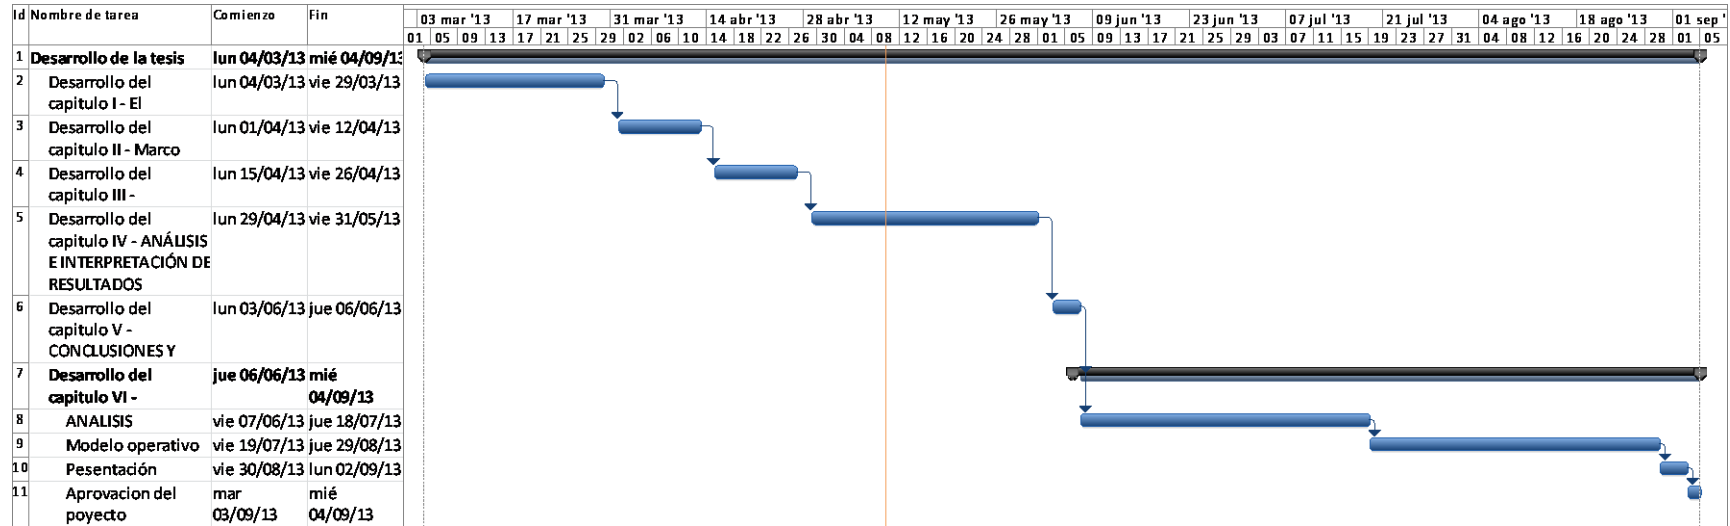 Id Nombre de tarea Comienzo Fin
03 mar '13 17 mar '13 31 mar '13 14 abr '13 28 abr '13 12 may '13 26 may '13 09 jun '13 23 jun '13 07 jul '13 21 jul '13 04 ago '13 18 ago '13 01 sep '
01 05 09 13 17 21 25 29 02 06 10 14 18 22 26 30 04 08 12 16 20 24 28 01 05 09 13 17 21 25 29 03 07 11 15 19 23 27 31 04 08 12 16 20 24 28 01 05
1 Desarrollo de la tesis lun 04/03/13 mié 04/09/13
2 Desarrollo del lun 04/03/13 vie 29/03/13
capitulo I - El
3 Desarrollo del lun 01/04/13 vie 12/04/13
capitulo II - Marco
4 Desarrollo del lun 15/04/13 vie 26/04/13
capitulo III -
5 Desarrollo del lun 29/04/13 vie 31/05/13
capitulo IV - ANÁLISIS
E INTERPRETACIÓN DE
RESULTADOS
6 Desarrollo del lun 03/06/13 jue 06/06/13
capitulo V -
CONCLUSIONES Y
7 Desarrollo del jue 06/06/13 mié
capitulo VI - 04/09/13
8 ANALISIS vie 07/06/13 jue 18/07/13
9 Modelo operativo vie 19/07/13 jue 29/08/13
10 Pesentación vie 30/08/13 lun 02/09/13
11 Aprovacion del mar mié
poyecto 03/09/13 04/09/13